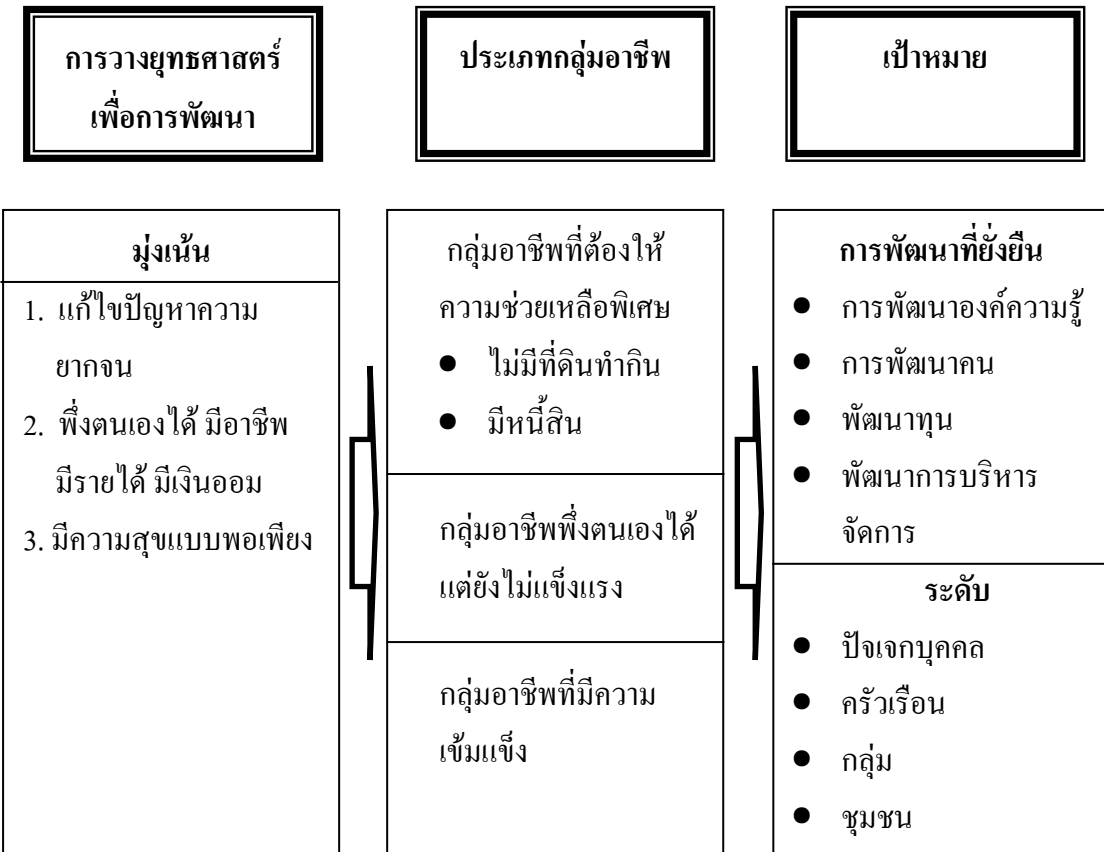 การวางยุทธศาสตร์
เพื่อการพัฒนา
ประเภทกลุ่มอาชีพ
เป้าหมาย
มุ่งเน้น
1. แก้ไขปัญหาความ
ยากจน
2. พึ่งตนเองได้ มีอาชีพ
มีรายได้ มีเงินออม
3. มีความสุขแบบพอเพียง
กลุ่มอาชีพที่ต้องให้
ความช่วยเหลือพิเศษ
● ไม่มีที่ดินทำกิน
● มีหนี้สิน
กลุ่มอาชีพพึ่งตนเองได้
แต่ยังไม่แข็งแรง
กลุ่มอาชีพที่มีความ
เข้มแข็ง
การพัฒนาที่ยั่งยืน
● การพัฒนาองค์ความรู้
● การพัฒนาคน
● พัฒนาทุน
● พัฒนาการบริหาร
จัดการ
ระดับ
● ปัจเจกบุคคล
● ครัวเรือน
● กลุ่ม
● ชุมชน